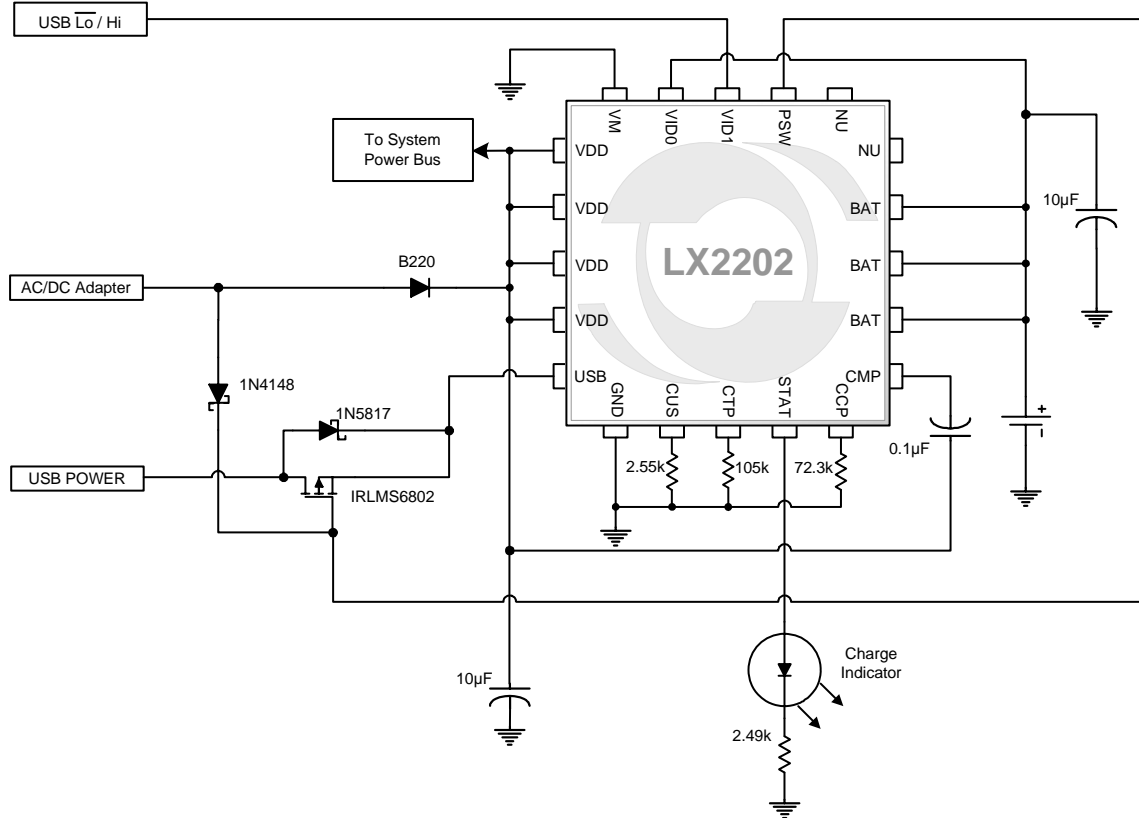 USB Lo / Hi
VM
VID0
VID1
PSW
NU
To System
Power Bus
VDD
NU
VDD
BAT
10µF
B220
LX2202
AC/DC Adapter
VDD
BAT
VDD
BAT
1N4148
USB
GND
CUS
CTP
STAT
CCP
CMP
1N5817
+
2.55k
105k
72.3k
0.1µF
USB POWER
IRLMS6802
Charge
Indicator
10µF
2.49k